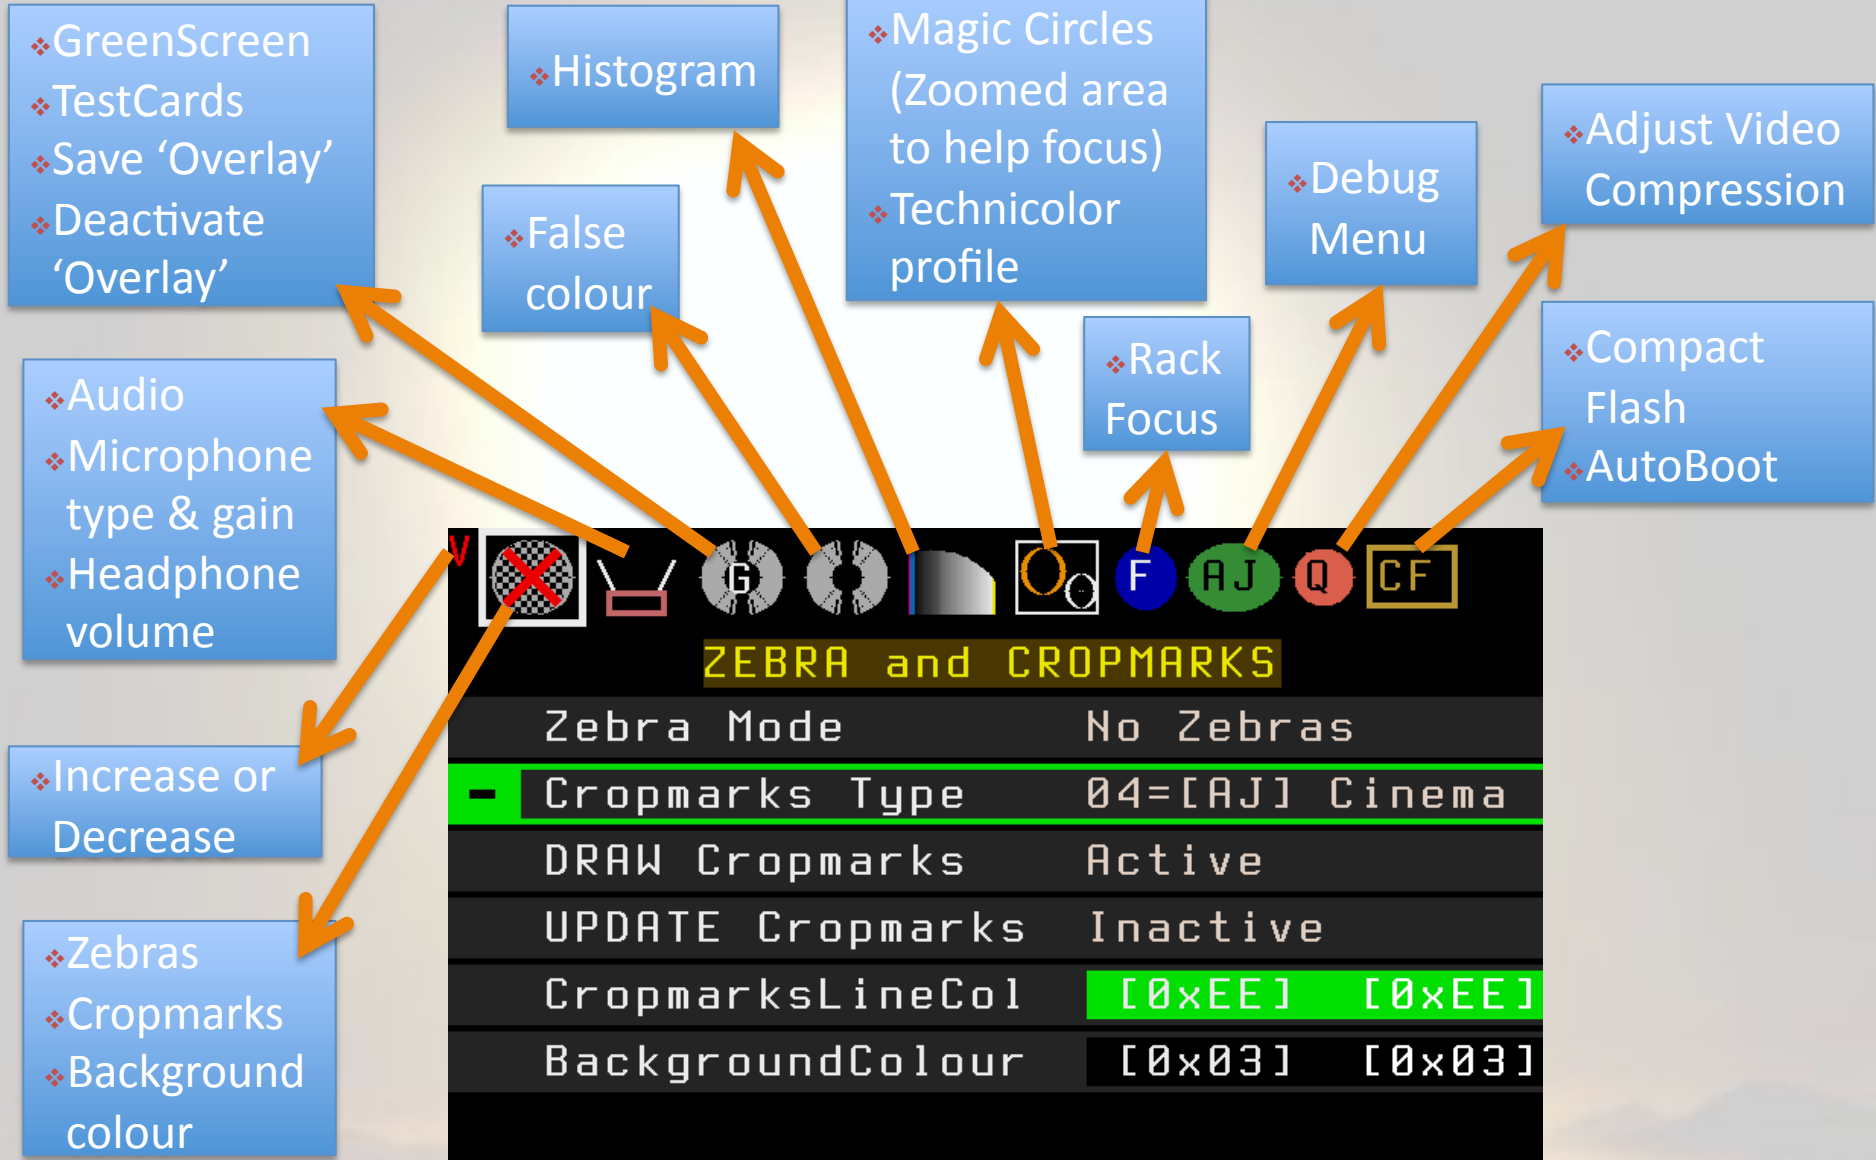 GreenScreen
TestCards
Save ‘Overlay’
Deactivate
‘Overlay’
Histogram
False
colour
Magic Circles
(Zoomed area
to help focus)
Technicolor
profile
Rack
Focus
Debug
Menu
Adjust Video
Compression
Compact
Flash
AutoBoot
Audio
Microphone
type & gain
Headphone
volume
Increase or
Decrease
Zebras
Cropmarks
Background
colour
V G F AJ Q CF
ZEBRA and CROPMARKS
Zebra Mode No Zebras
- Cropmarks Type 04=[AJ] Cinema
DRAW Cropmarks Active
UPDATE Cropmarks Inactive
CropmarksLineCol [0xEE] [0xEE]
BackgroundColour [0x03] [0x03]